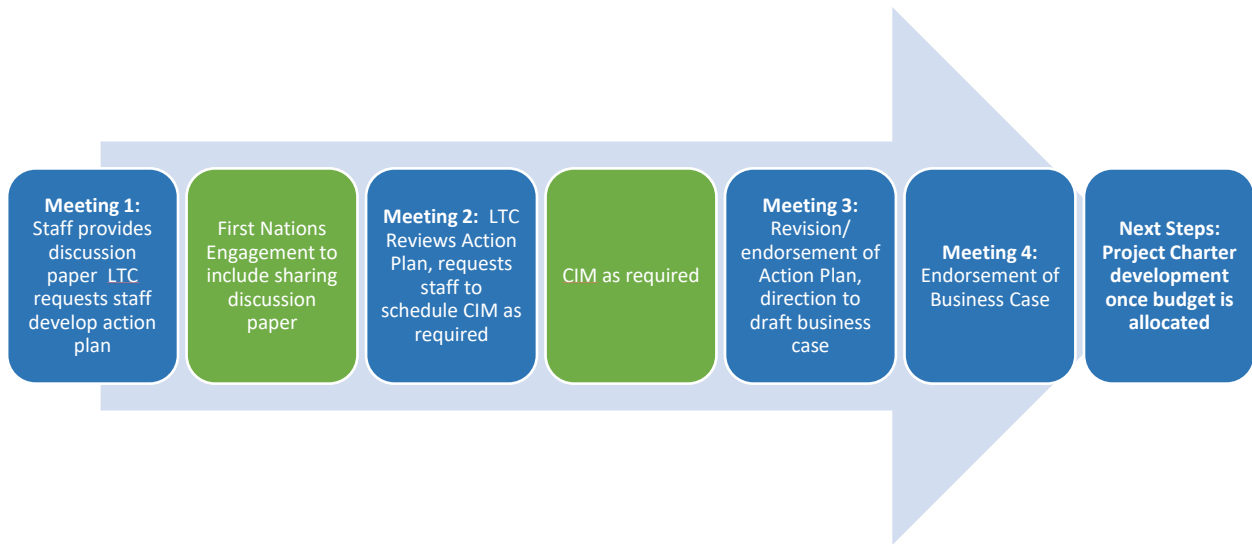 Meeting 1:
Staff provides
discussion
paper LTC
requests staff
develop action
plan
First Nations
Engagement to
include sharing
discussion
paper
Meeting 2: LTC
Reviews Action
Plan, requests
staff to
schedule CIM as
required
CIM as required
Meeting 3:
Revision/
endorsement of
Action Plan,
direction to
draft business
case
Meeting 4:
Endorsement of
Business Case
Next Steps:
Project Charter
development
once budget is
allocated